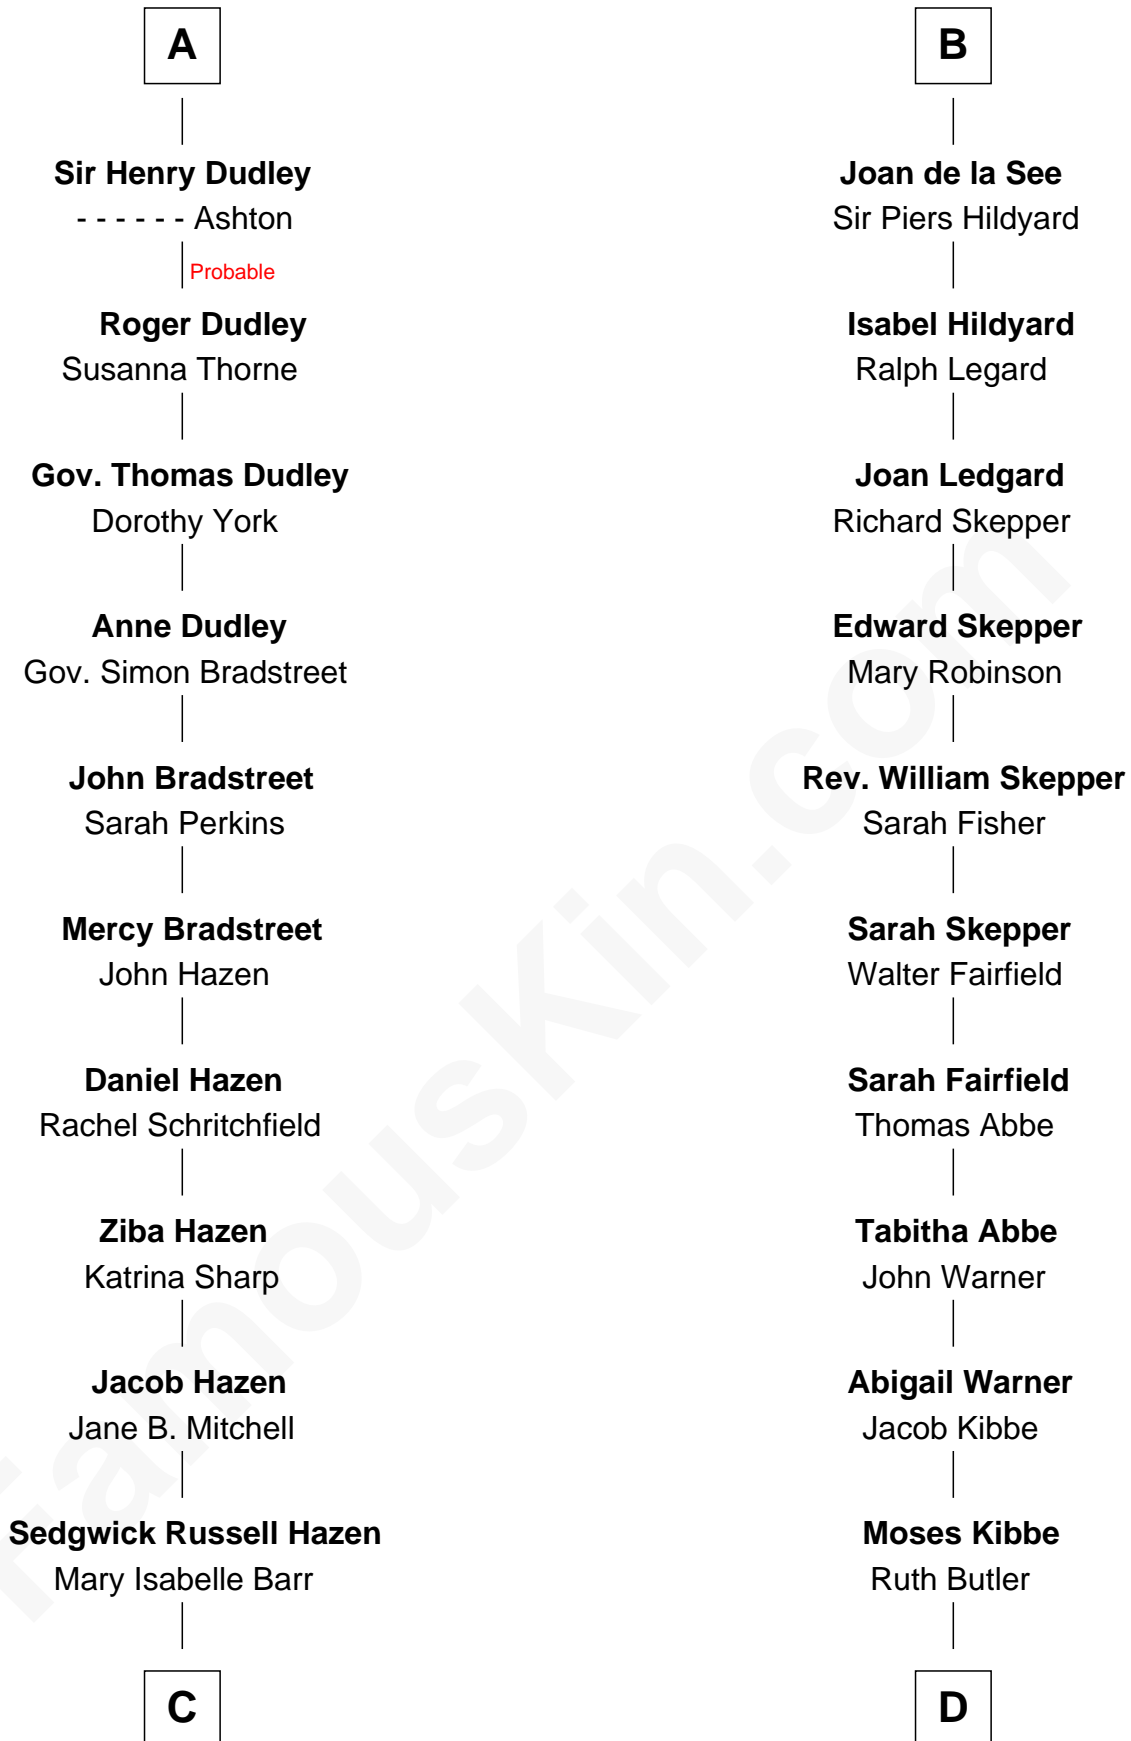 A
Sir Henry Dudley
- - - - - - Ashton
Probable
Roger Dudley
Susanna Thorne
Gov. Thomas Dudley
Dorothy York
Anne Dudley
Gov. Simon Bradstreet
John Bradstreet
Sarah Perkins
Mercy Bradstreet
John Hazen
Daniel Hazen
Rachel Schritchfield
Ziba Hazen
Katrina Sharp
Jacob Hazen
Jane B. Mitchell
Sedgwick Russell Hazen
Mary Isabelle Barr
C
B
Joan de la See
Sir Piers Hildyard
Isabel Hildyard
Ralph Legard
Joan Ledgard
Richard Skepper
Edward Skepper
Mary Robinson
Rev. William Skepper
Sarah Fisher
Sarah Skepper
Walter Fairfield
Sarah Fairfield
Thomas Abbe
Tabitha Abbe
John Warner
Abigail Warner
Jacob Kibbe
Moses Kibbe
Ruth Butler
D
FamousKin.com